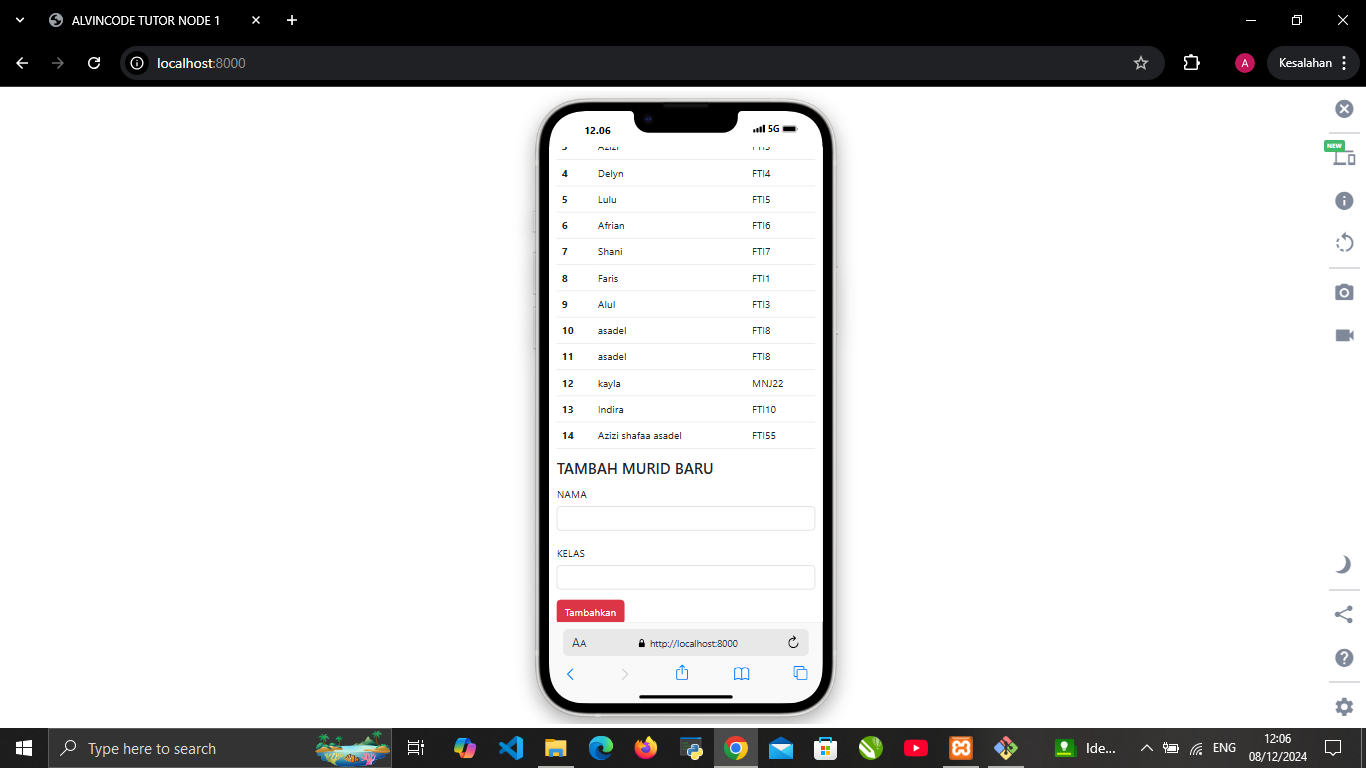 ALVINCODE TUTOR NODE 1
localhost:8000
A
Kesalahan
12.06
5G
NEW
4 Delyn FTI4
5 Lulu FTI5
6 Afrian FTI6
7 Shani FTI7
8 Faris FTI1
9 Alul FTI3
10 asadel FTI8
11 asadel FTI8
12 kayla MNJ22
13 Indira FTI10
14 Azizi shafaa asadel FTI55
TAMBAH MURID BARU
NAMA
KELAS
Tambahkan
AA http://localhost:8000
Type here to search
Ide...
ENG
12:06
08/12/2024